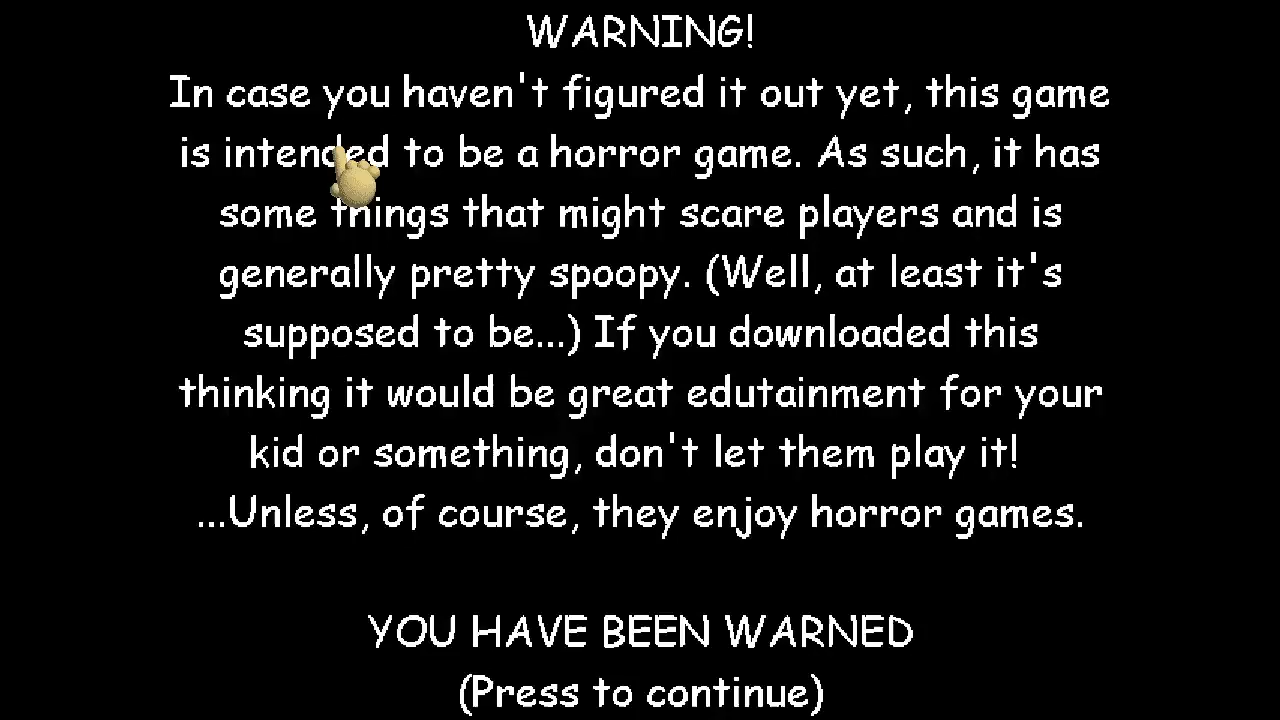 WARNING!
In case you haven't figured it out yet, this game
is intended to be a horror game. As such, it has
some things that might scare players and is
generally pretty spoopy. (Well, at least it's
supposed to be...) If you downloaded this
thinking it would be great edutainment for your
kid or something, don't let them play it!
...Unless, of course, they enjoy horror games.
YOU HAVE BEEN WARNED
(Press to continue)